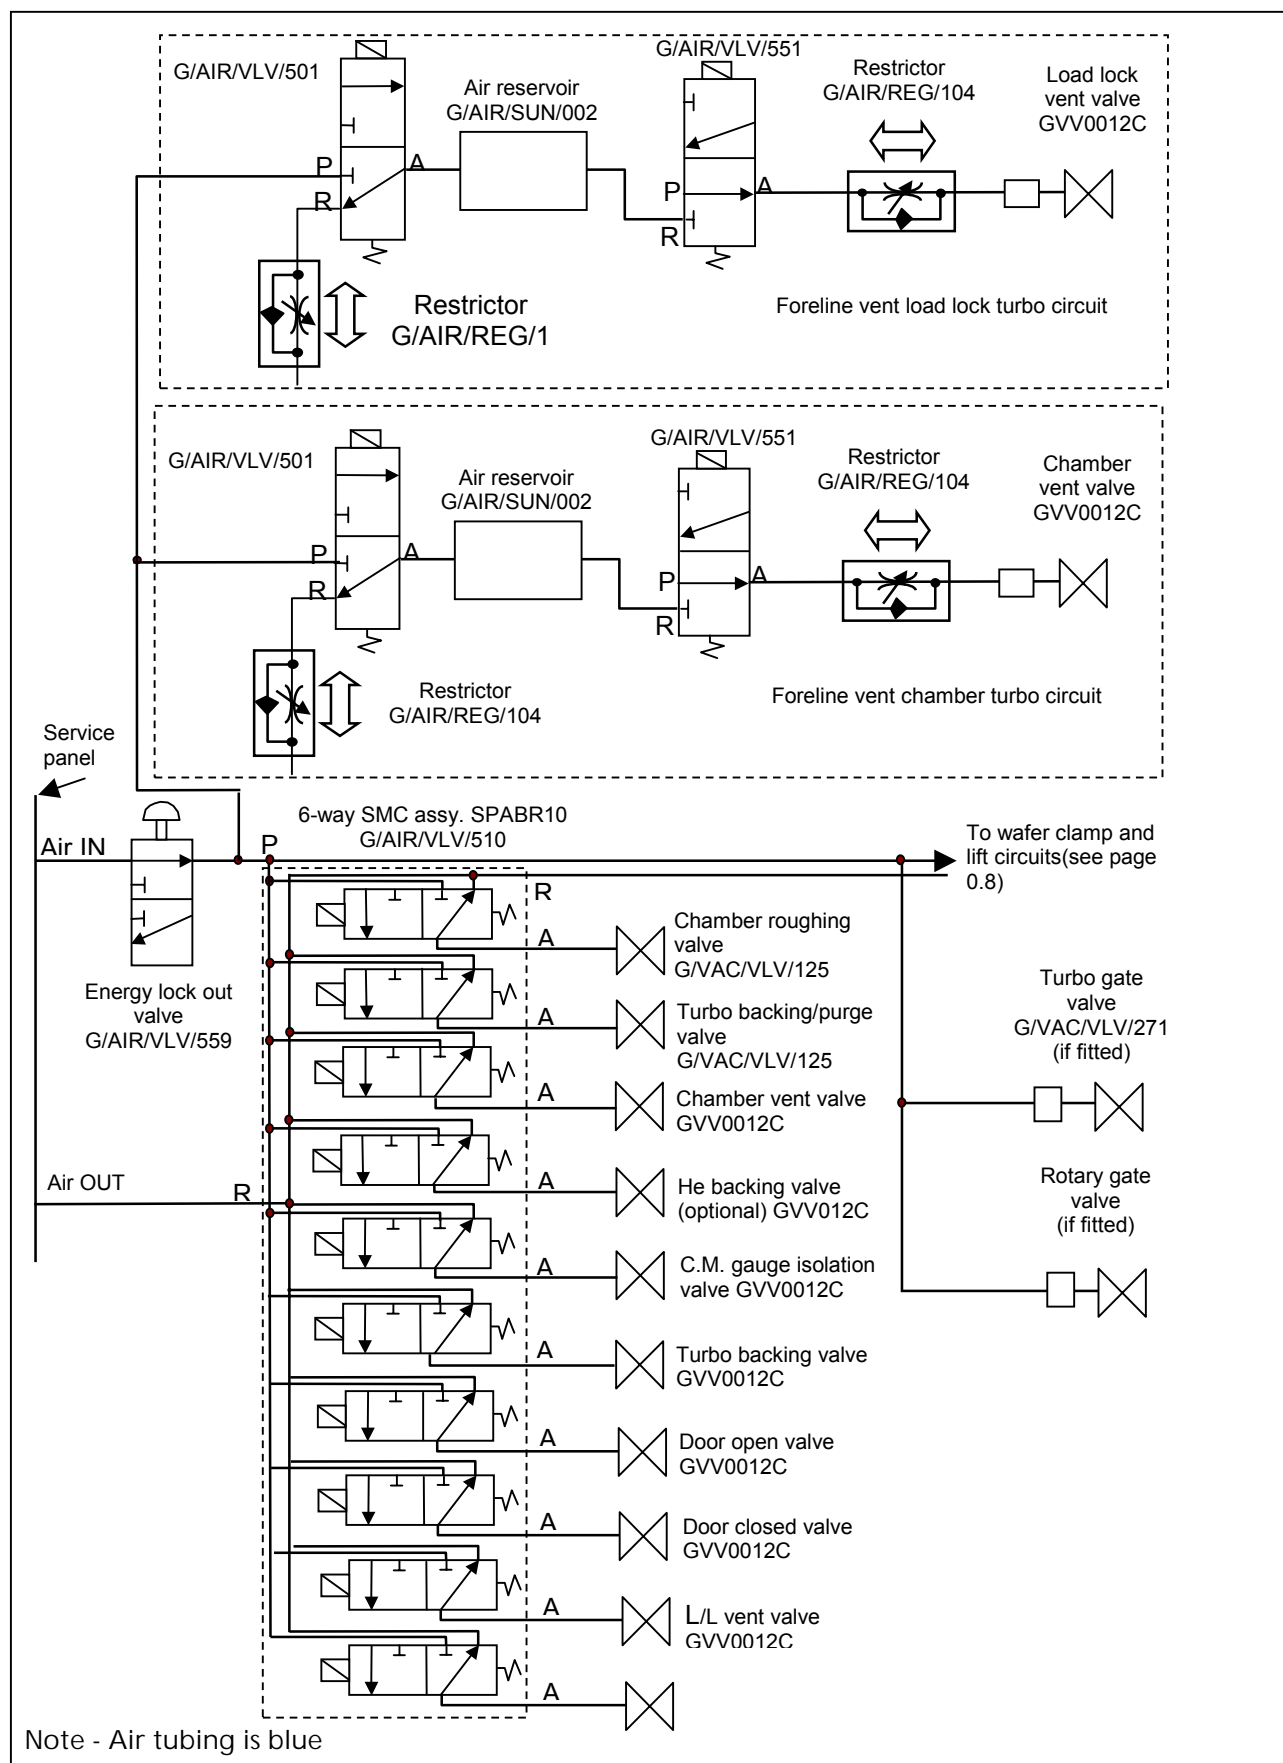 G/AIR/VLV/501
Air reservoir
G/AIR/SUN/002
G/AIR/VLV/551
Restrictor
G/AIR/REG/104
Load lock
vent valve
GVV0012C
P
A
R
P
A
R
Restrictor
G/AIR/REG/1
Foreline vent load lock turbo circuit
G/AIR/VLV/501
Air reservoir
G/AIR/SUN/002
G/AIR/VLV/551
Restrictor
G/AIR/REG/104
Chamber
vent valve
GVV0012C
P
A
R
P
A
R
Restrictor
G/AIR/REG/104
Foreline vent chamber turbo circuit
Service
panel
Air IN
6-way SMC assy. SPABR10
G/AIR/VLV/510
P
To wafer clamp and
lift circuits(see page
0.8)
R
Energy lock out
valve
G/AIR/VLV/559
A
Chamber roughing
valve
G/VAC/VLV/125
A
Turbo backing/purge
valve
G/VAC/VLV/125
Turbo gate
valve
G/VAC/VLV/271
(if fitted)
A
Chamber vent valve
GVV0012C
Air OUT
R
A
He backing valve
(optional) GVV012C
Rotary gate
valve
(if fitted)
A
C.M. gauge isolation
valve GVV0012C
A
Turbo backing valve
GVV0012C
A
Door open valve
GVV0012C
A
Door closed valve
GVV0012C
A
L/L vent valve
GVV0012C
A
Note - Air tubing is blue